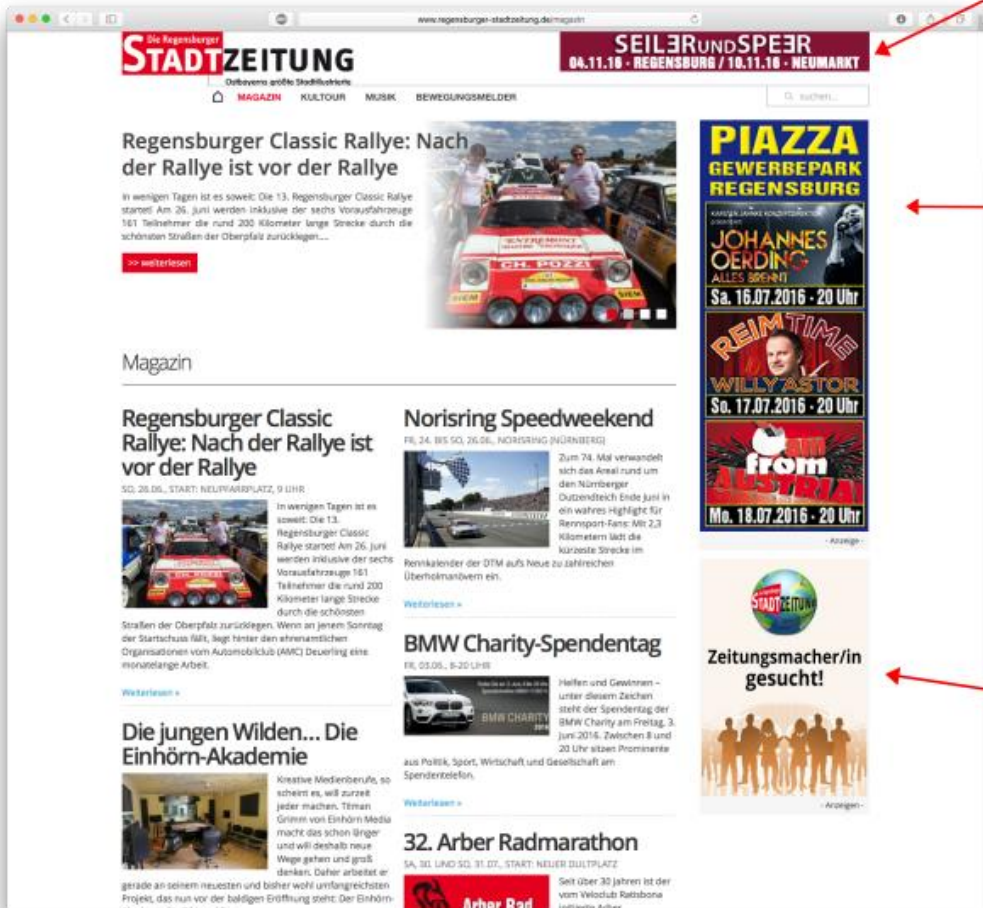 www.regensburger-stadtzeitung.de/magazin
Die Regensburger
STADTZEITUNG
Ostbayerns größte Stadtillustrierte
SEILERUNDSPEER
04.11.16 - REGENSBURG / 10.11.16 - NEUMARKT
MAGAZIN KULTOUR MUSIK BEWEGUNGSMELDER
suchen...
Regensburger Classic Rallye: Nach
der Rallye ist vor der Rallye
In wenigen Tagen ist es soweit: Die 13. Regensburger Classic Rallye
startet! Am 26. Juni werden inklusive der sechs Vorausfahrzeuge
161 Teilnehmer die rund 200 Kilometer lange Strecke durch die
schönsten Straßen der Oberpfalz zurücklegen....
>> weiterlesen
ENTREMONT
CH. POZZI
SIEM
Magazin
Regensburger Classic
Rallye: Nach der Rallye ist
vor der Rallye
SO, 26.06., START: NEUPFARRPLATZ, 9 UHR
In wenigen Tagen ist es
soweit: Die 13.
Regensburger Classic
Rallye startet! Am 26. Juni
werden inklusive der sechs
Vorausfahrzeuge 161
Teilnehmer die rund 200
Kilometer lange Strecke
durch die schönsten
Straßen der Oberpfalz zurücklegen. Wenn an jenem Sonntag
der Startschuss fällt, liegt hinter den ehrenamtlichen
Organisationen vom Automobilclub (AMC) Deuerling eine
monatelange Arbeit.
Weiterlesen »
Die jungen Wilden… Die
Einhörn-Akademie
Kreative Medienberufe, so
scheint es, will zurzeit
jeder machen. Tilman
Grimm von Einhörn Media
macht das schon länger
und will deshalb neue
Wege gehen und groß
denken. Daher arbeitet er
gerade an seinem neuesten und bisher wohl umfangreichsten
Projekt, das nun vor der baldigen Eröffnung steht: Der Einhörn-
Norisring Speedweekend
FR, 24. BIS SO, 26.06., NORISRING (NÜRNBERG)
Zum 74. Mal verwandelt
sich das Areal rund um
den Nürnberger
Dutzendteich Ende Juni in
ein wahres Highlight für
Rennsport-Fans: Mit 2,3
Kilometern lädt die
kürzeste Strecke im
Rennkalender der DTM aufs Neue zu zahlreichen
Überholmanövern ein.
Weiterlesen »
BMW Charity-Spendentag
FR, 03.06., 8-20 UHR
BMW CHARITY
2016
Helfen und Gewinnen –
unter diesem Zeichen
steht der Spendentag der
BMW Charity am Freitag, 3.
Juni 2016. Zwischen 8 und
20 Uhr sitzen Prominente
aus Politik, Sport, Wirtschaft und Gesellschaft am
Spendentelefon.
Weiterlesen »
32. Arber Radmarathon
SA, 30. UND SO, 31.07., START: NEUER DULTPLATZ
Arber Rad
Seit über 30 Jahren ist der
vom Veloclub Ratisbona
PIAZZA
GEWERBEPARK
REGENSBURG
KARSTEN JAHNKE KONZERTDIREKTION
präsentiert
JOHANNES
OERDING
ALLES BRENNT
Sa. 16.07.2016 - 20 Uhr
REIMTIME
WILLY ASTOR
So. 17.07.2016 - 20 Uhr
I am
from
AUSTRIA
Mo. 18.07.2016 - 20 Uhr
- Anzeige -
STADTZEITUNG
Zeitungsmacher/in
gesucht!
- Anzeigen -